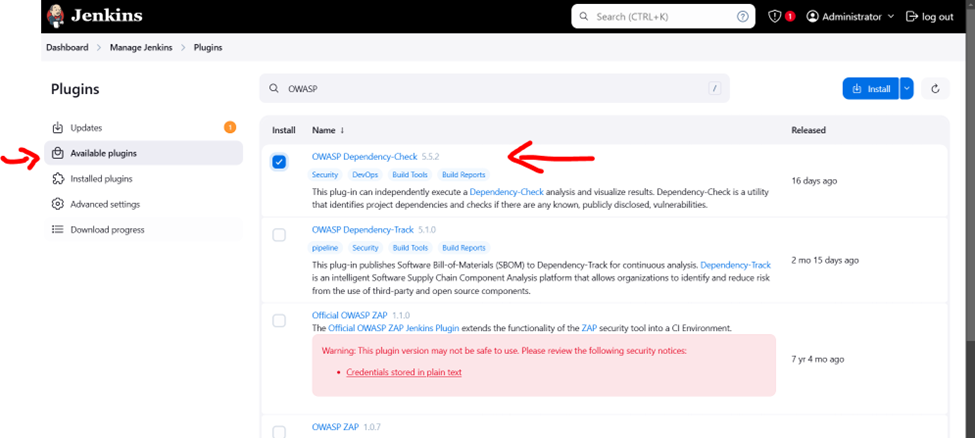 Jenkins
Search (CTRL+K)
?
1
Administrator
log out
Dashboard > Manage Jenkins > Plugins
Plugins
OWASP
/
Install
Updates
1
Available plugins
Installed plugins
Advanced settings
Download progress
Install Name ↓ Released
OWASP Dependency-Check 5.5.2
Security DevOps Build Tools Build Reports
This plug-in can independently execute a Dependency-Check analysis and visualize results. Dependency-Check is a utility
that identifies project dependencies and checks if there are any known, publicly disclosed, vulnerabilities.
16 days ago
OWASP Dependency-Track 5.1.0
pipeline Security Build Tools Build Reports
This plug-in publishes Software Bill-of-Materials (SBOM) to Dependency-Track for continuous analysis. Dependency-Track
is an intelligent Software Supply Chain Component Analysis platform that allows organizations to identify and reduce risk
from the use of third-party and open source components.
2 mo 15 days ago
Official OWASP ZAP 1.1.0
The Official OWASP ZAP Jenkins Plugin extends the functionality of the ZAP security tool into a CI Environment.
Warning: This plugin version may not be safe to use. Please review the following security notices:
• Credentials stored in plain text
7 yr 4 mo ago
OWASP ZAP 1.0.7